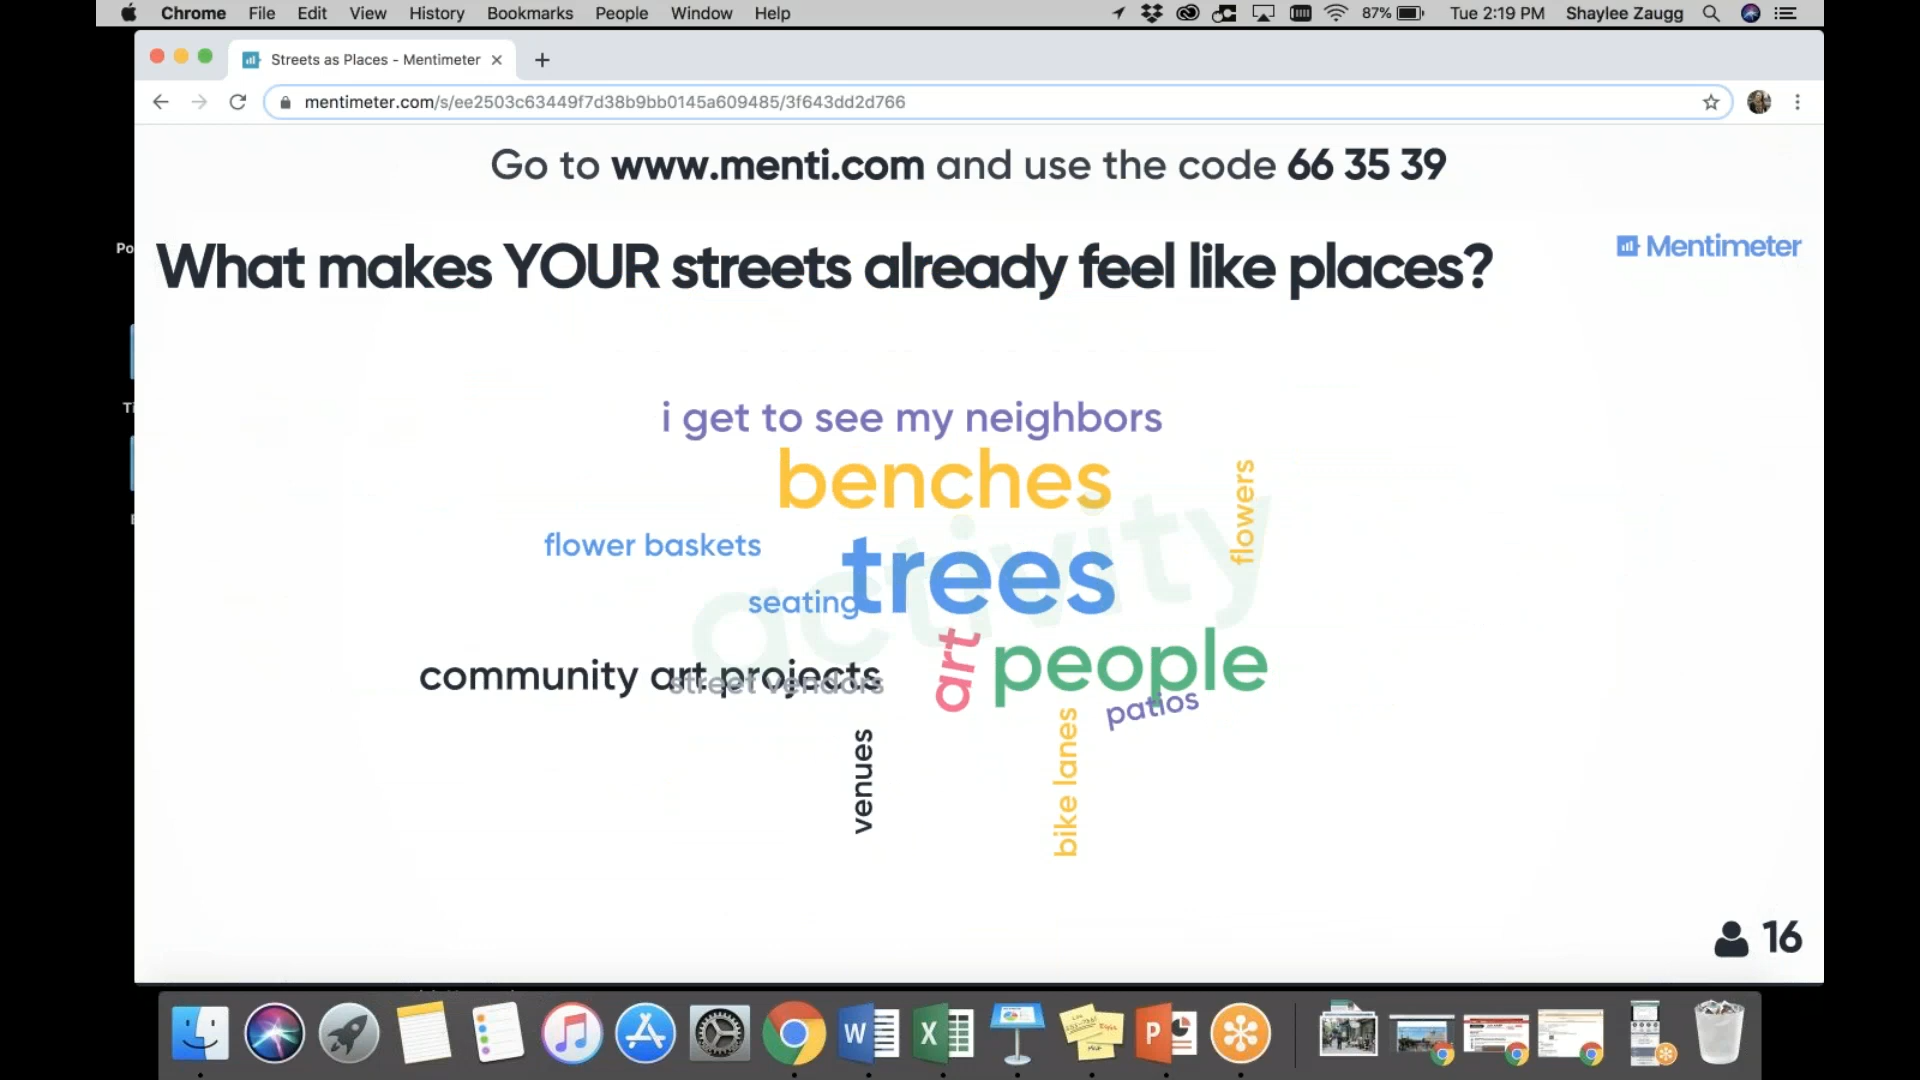 Chrome File Edit View History Bookmarks People Window Help 87% Tue 2:19 PM Shaylee Zaugg
Streets as Places - Mentimeter
mentimeter.com/s/ee2503c63449f7d38b9bb0145a609485/3f643dd2d766
Go to www.menti.com and use the code 66 35 39
Po
What makes YOUR streets already feel like places?
Mentimeter
i get to see my neighbors
benches
flowers
activity
flower baskets
trees
seating
art
people
community art projects
street vendors
patios
venues
bike lanes
16